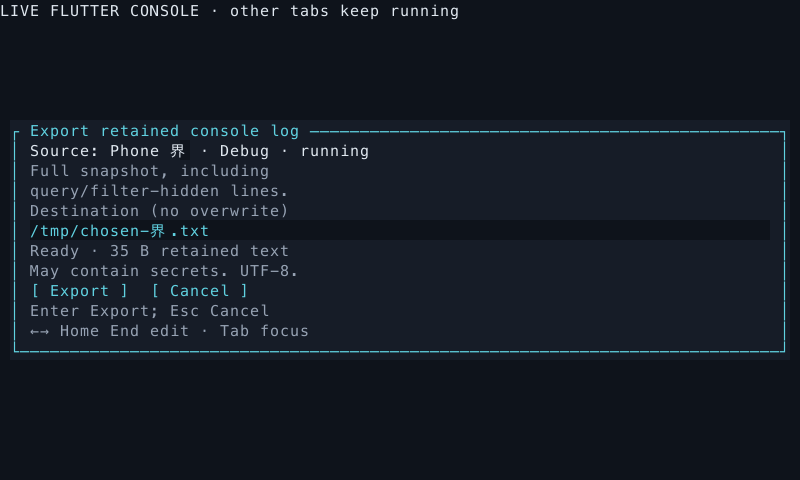 LIVE FLUTTER CONSOLE · other tabs keep running
Export retained console log
Source: Phone 界 · Debug · running
Full snapshot, including
query/filter-hidden lines.
Destination (no overwrite)
/tmp/chosen-界.txt
Ready · 35 B retained text
May contain secrets. UTF-8.
[ Export ]  [ Cancel ]
Enter Export; Esc Cancel
←→ Home End edit · Tab focus